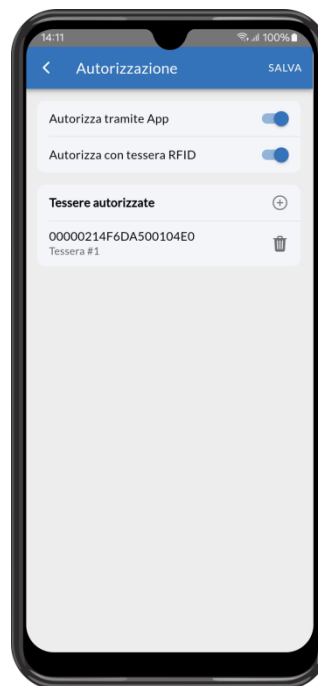 14:11 100%
Autorizzazione SALVA
Autorizza tramite App
Autorizza con tessera RFID
Tessere autorizzate
00000214F6DA500104E0
Tessera #1